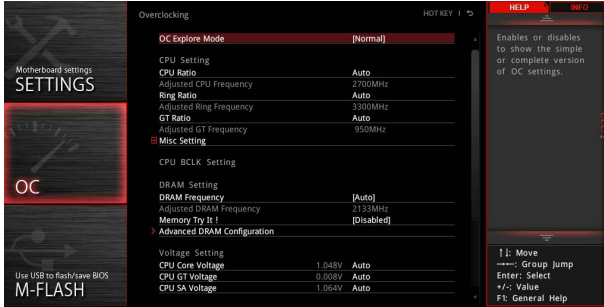 Overclocking
HOT KEY
HELP
INFO
Motherboard settings
SETTINGS
OC
Use USB to flash/save BIOS
M-FLASH
OC Explore Mode [Normal]
CPU Setting
CPU Ratio Auto
Adjusted CPU Frequency 2700MHz
Ring Ratio Auto
Adjusted Ring Frequency 3300MHz
GT Ratio Auto
Adjusted GT Frequency 950MHz
Misc Setting
CPU BCLK Setting
DRAM Setting
DRAM Frequency [Auto]
Adjusted DRAM Frequency 2133MHz
Memory Try It ! [Disabled]
Advanced DRAM Configuration
Voltage Setting
CPU Core Voltage 1.048V Auto
CPU GT Voltage 0.008V Auto
CPU SA Voltage 1.064V Auto
Enables or disables
to show the simple
or complete version
of OC settings.
↑↓: Move
→←: Group Jump
Enter: Select
+/-: Value
F1: General Help